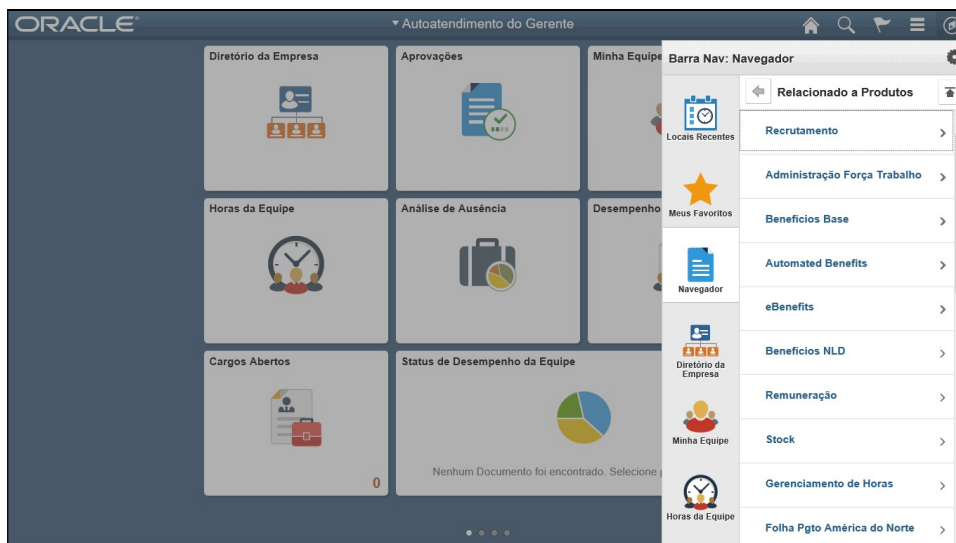 ORACLE
Autoatendimento do Gerente
Diretório da Empresa
Aprovações
Minha Equipe
Horas da Equipe
Análise de Ausência
Desempenho
Cargos Abertos
0
Status de Desempenho da Equipe
Nenhum Documento foi encontrado. Selecione
Barra Nav: Navegador
Locais Recentes
Meus Favoritos
Navegador
Diretório da
Empresa
Minha Equipe
Horas da Equipe
Relacionado a Produtos
Recrutamento
Administração Força Trabalho
Benefícios Base
Automated Benefits
eBenefits
Benefícios NLD
Remuneração
Stock
Gerenciamento de Horas
Folha Pgto América do Norte